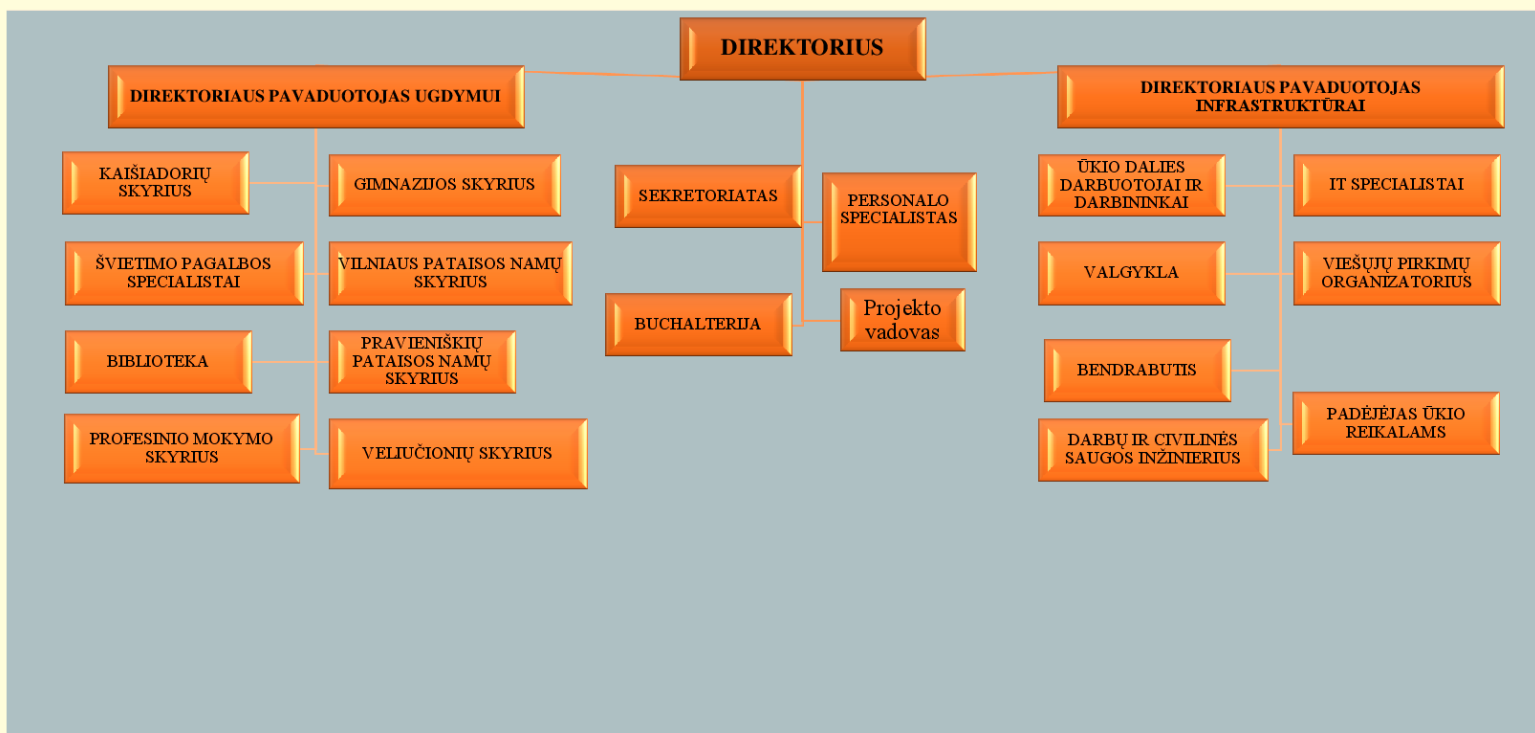 DIREKTORIUS
DIREKTORIAUS PAVADUOTOJAS UGDYMUI
KAIŠIADORIŲ
SKYRIUS
GIMNAZIJOS SKYRIUS
ŠVIETIMO PAGALBOS
SPECIALISTAI
VILNIAUS PATAISOS NAMŲ
SKYRIUS
BIBLIOTEKA
PRAVIENIŠKIŲ
PATAISOS NAMŲ
SKYRIUS
PROFESINIO MOKYMO
SKYRIUS
VELIUČIONIŲ SKYRIUS
SEKRETORIATAS
PERSONALO
SPECIALISTAS
BUCHALTERIJA
Projekto
vadovas
DIREKTORIAUS PAVADUOTOJAS
INFRASTRUKTŪRAI
ŪKIO DALIES
DARBUOTOJAI IR
DARBININKAI
IT SPECIALISTAI
VALGYKLA
VIEŠŲJŲ PIRKIMŲ
ORGANIZATORIUS
BENDRABUTIS
PADĖJĖJAS ŪKIO
REIKALAMS
DARBŲ IR CIVILINĖS
SAUGOS INŽINIERIUS